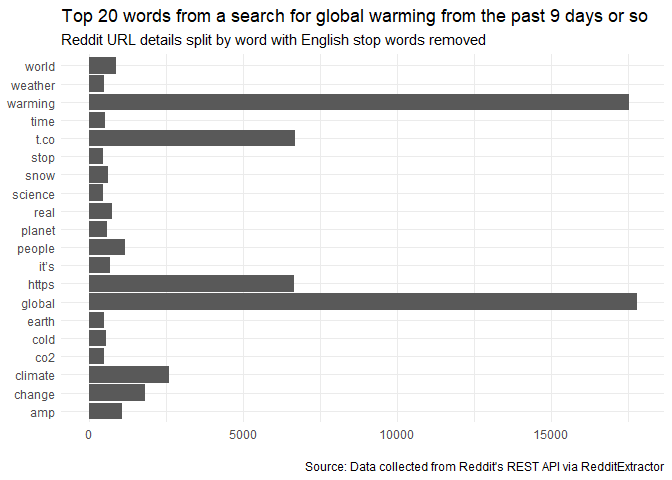 Top 20 words from a search for global warming from the past 9 days or so
Reddit URL details split by word with English stop words removed
world
weather
warming
time
t.co
stop
snow
science
real
planet
people
it's
https
global
earth
cold
co2
climate
change
amp
0 5000 10000 15000
Source: Data collected from Reddit's REST API via RedditExtractor